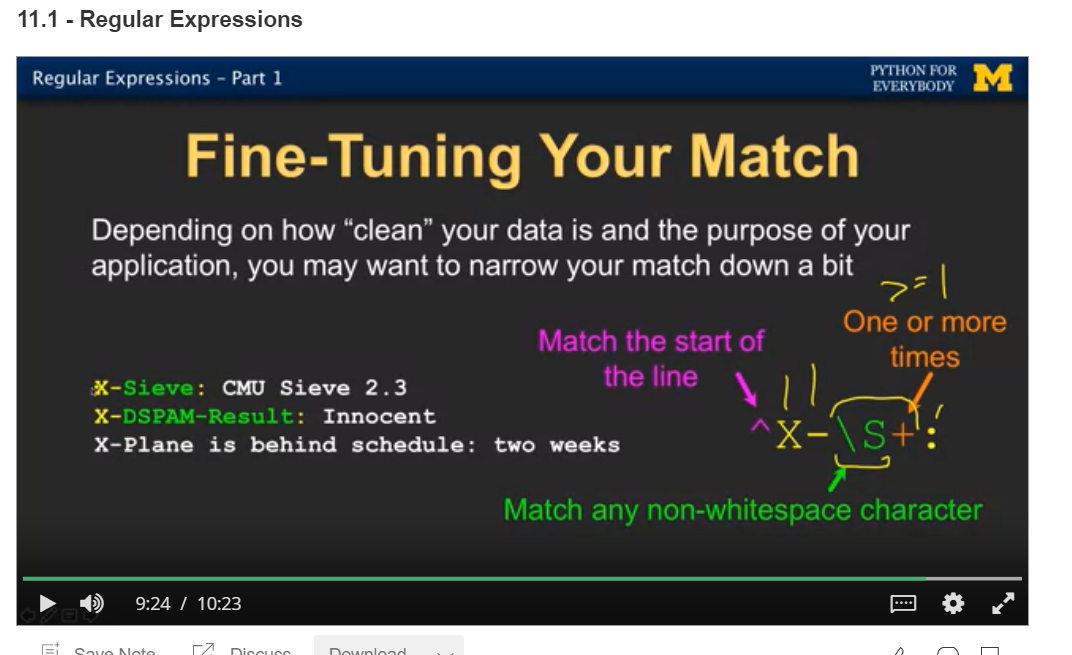 11.1 - Regular Expressions
Regular Expressions - Part 1
PYTHON FOR
EVERYBODY
M
Fine-Tuning Your Match
Depending on how “clean” your data is and the purpose of your
application, you may want to narrow your match down a bit
>=1
One or more
times
Match the start of
the line
X-Sieve: CMU Sieve 2.3
X-DSPAM-Result: Innocent
X-Plane is behind schedule: two weeks
^X-\S+:
Match any non-whitespace character
9:24 / 10:23
Save Note
Discuss
Download